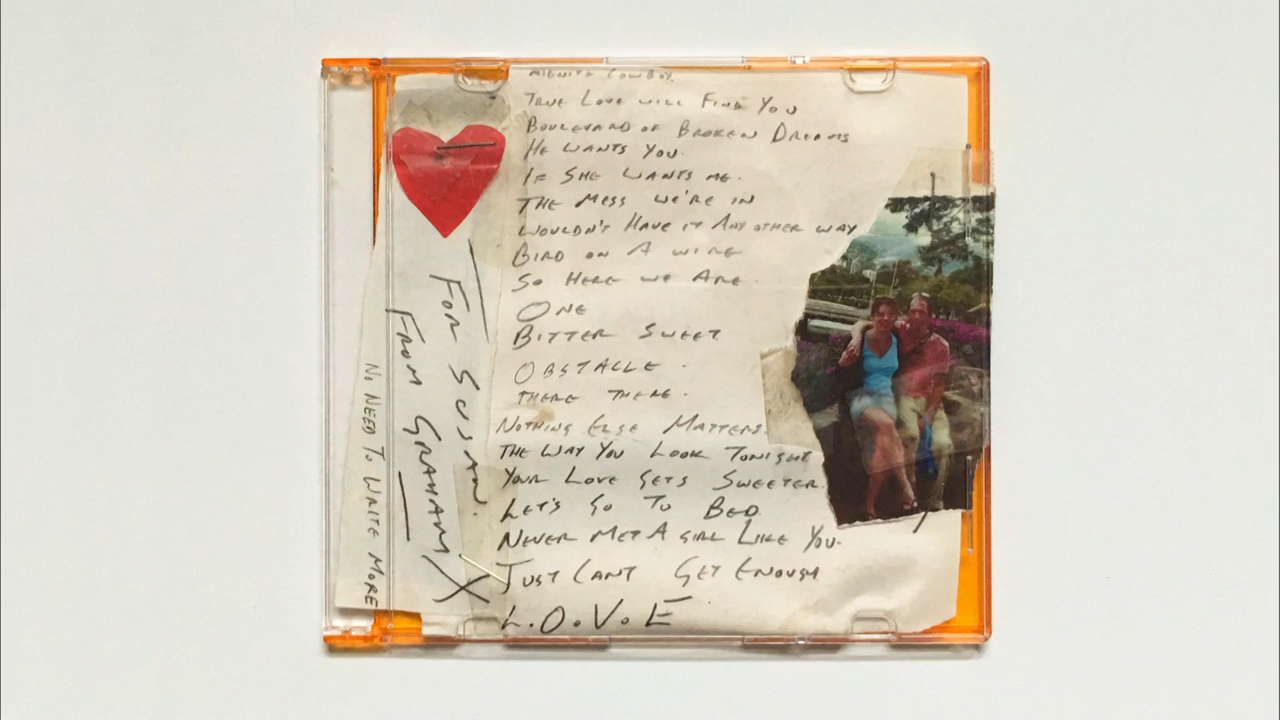 MIDNITE COWBOY.
TRUE LOVE WILL FIND YOU
BOULEVARD OF BROKEN DREAMS
HE WANTS YOU.
IF SHE WANTS ME.
THE MESS WE'RE IN
WOULDN'T HAVE IT ANY OTHER WAY
BIRD ON A WIRE
SO HERE WE ARE.
ONE
BITTER SWEET
OBSTACLE.
THERE THERE.
NOTHING ELSE MATTERS.
THE WAY YOU LOOK TONIGHT
YOUR LOVE GETS SWEETER.
LET'S GO TO BED
NEVER MET A GIRL LIKE YOU.
JUST CANT GET ENOUGH
L.O.V.E
FOR SUSAN.
FROM GRAHAM X
NO NEED TO WRITE MORE